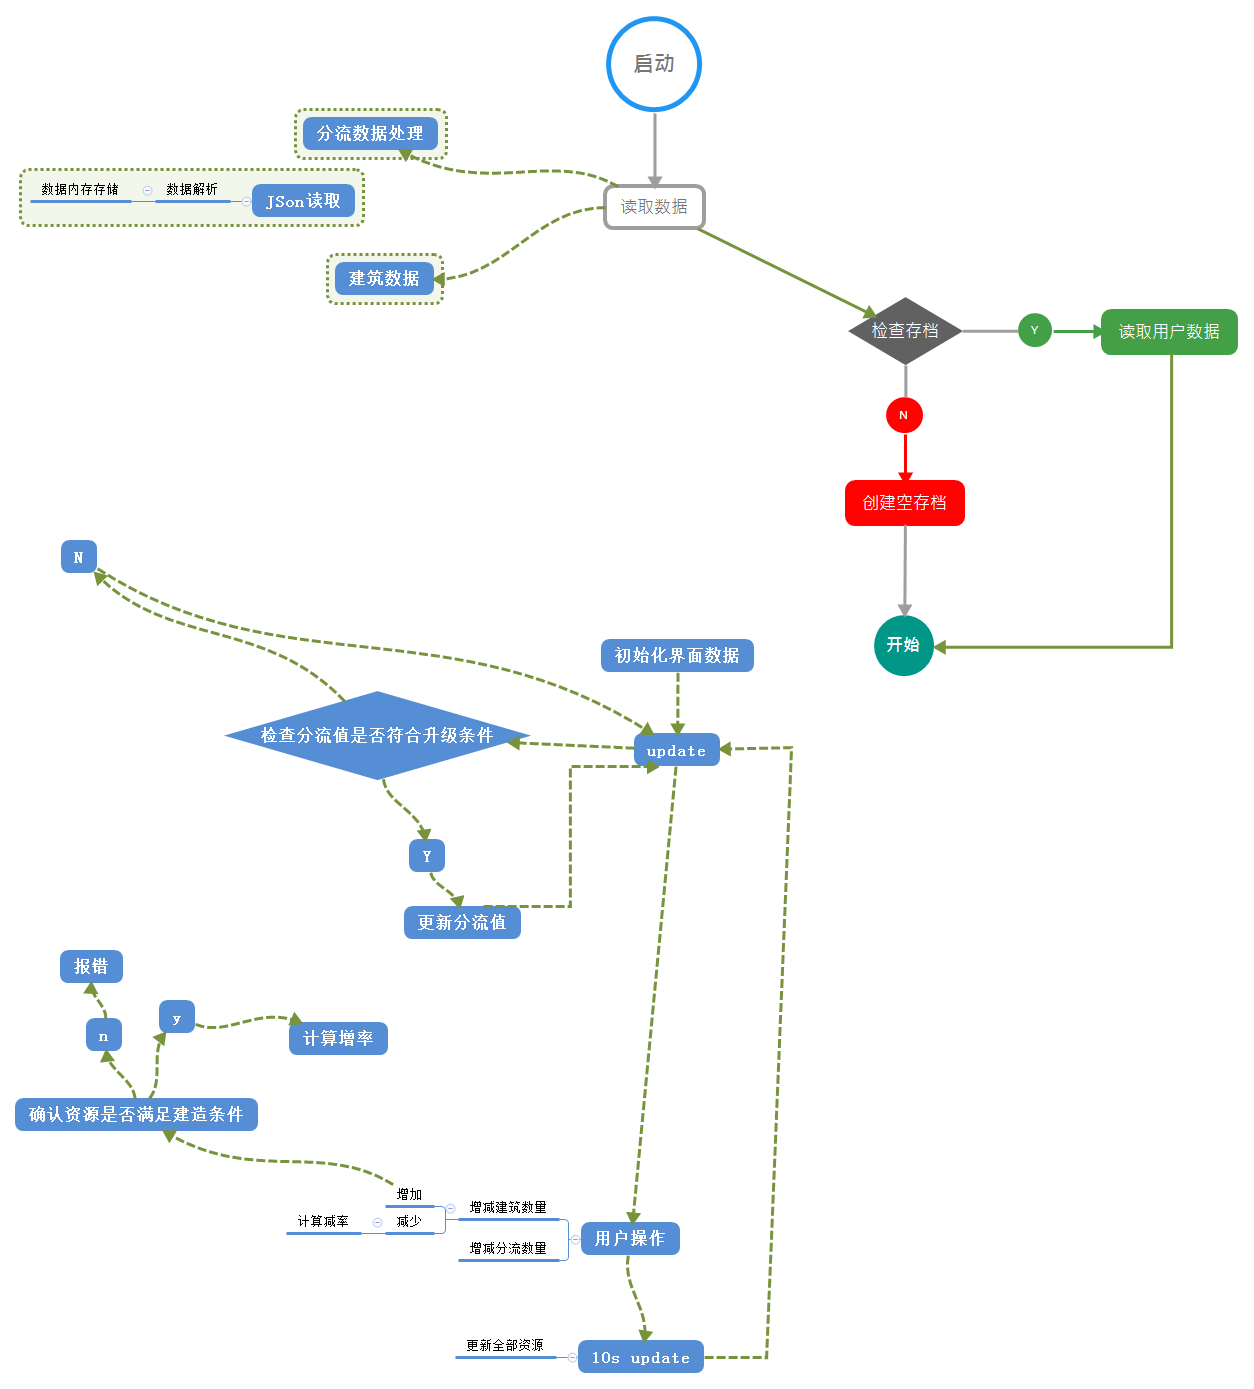 启动
分流数据处理
数据内存存储
数据解析
JSon读取
读取数据
建筑数据
检查存档
Y
读取用户数据
N
创建空存档
开始
N
初始化界面数据
检查分流值是否符合升级条件
update
Y
更新分流值
报错
n
y
计算增率
确认资源是否满足建造条件
增加
增减建筑数量
计算减率
减少
用户操作
增减分流数量
更新全部资源
10s update